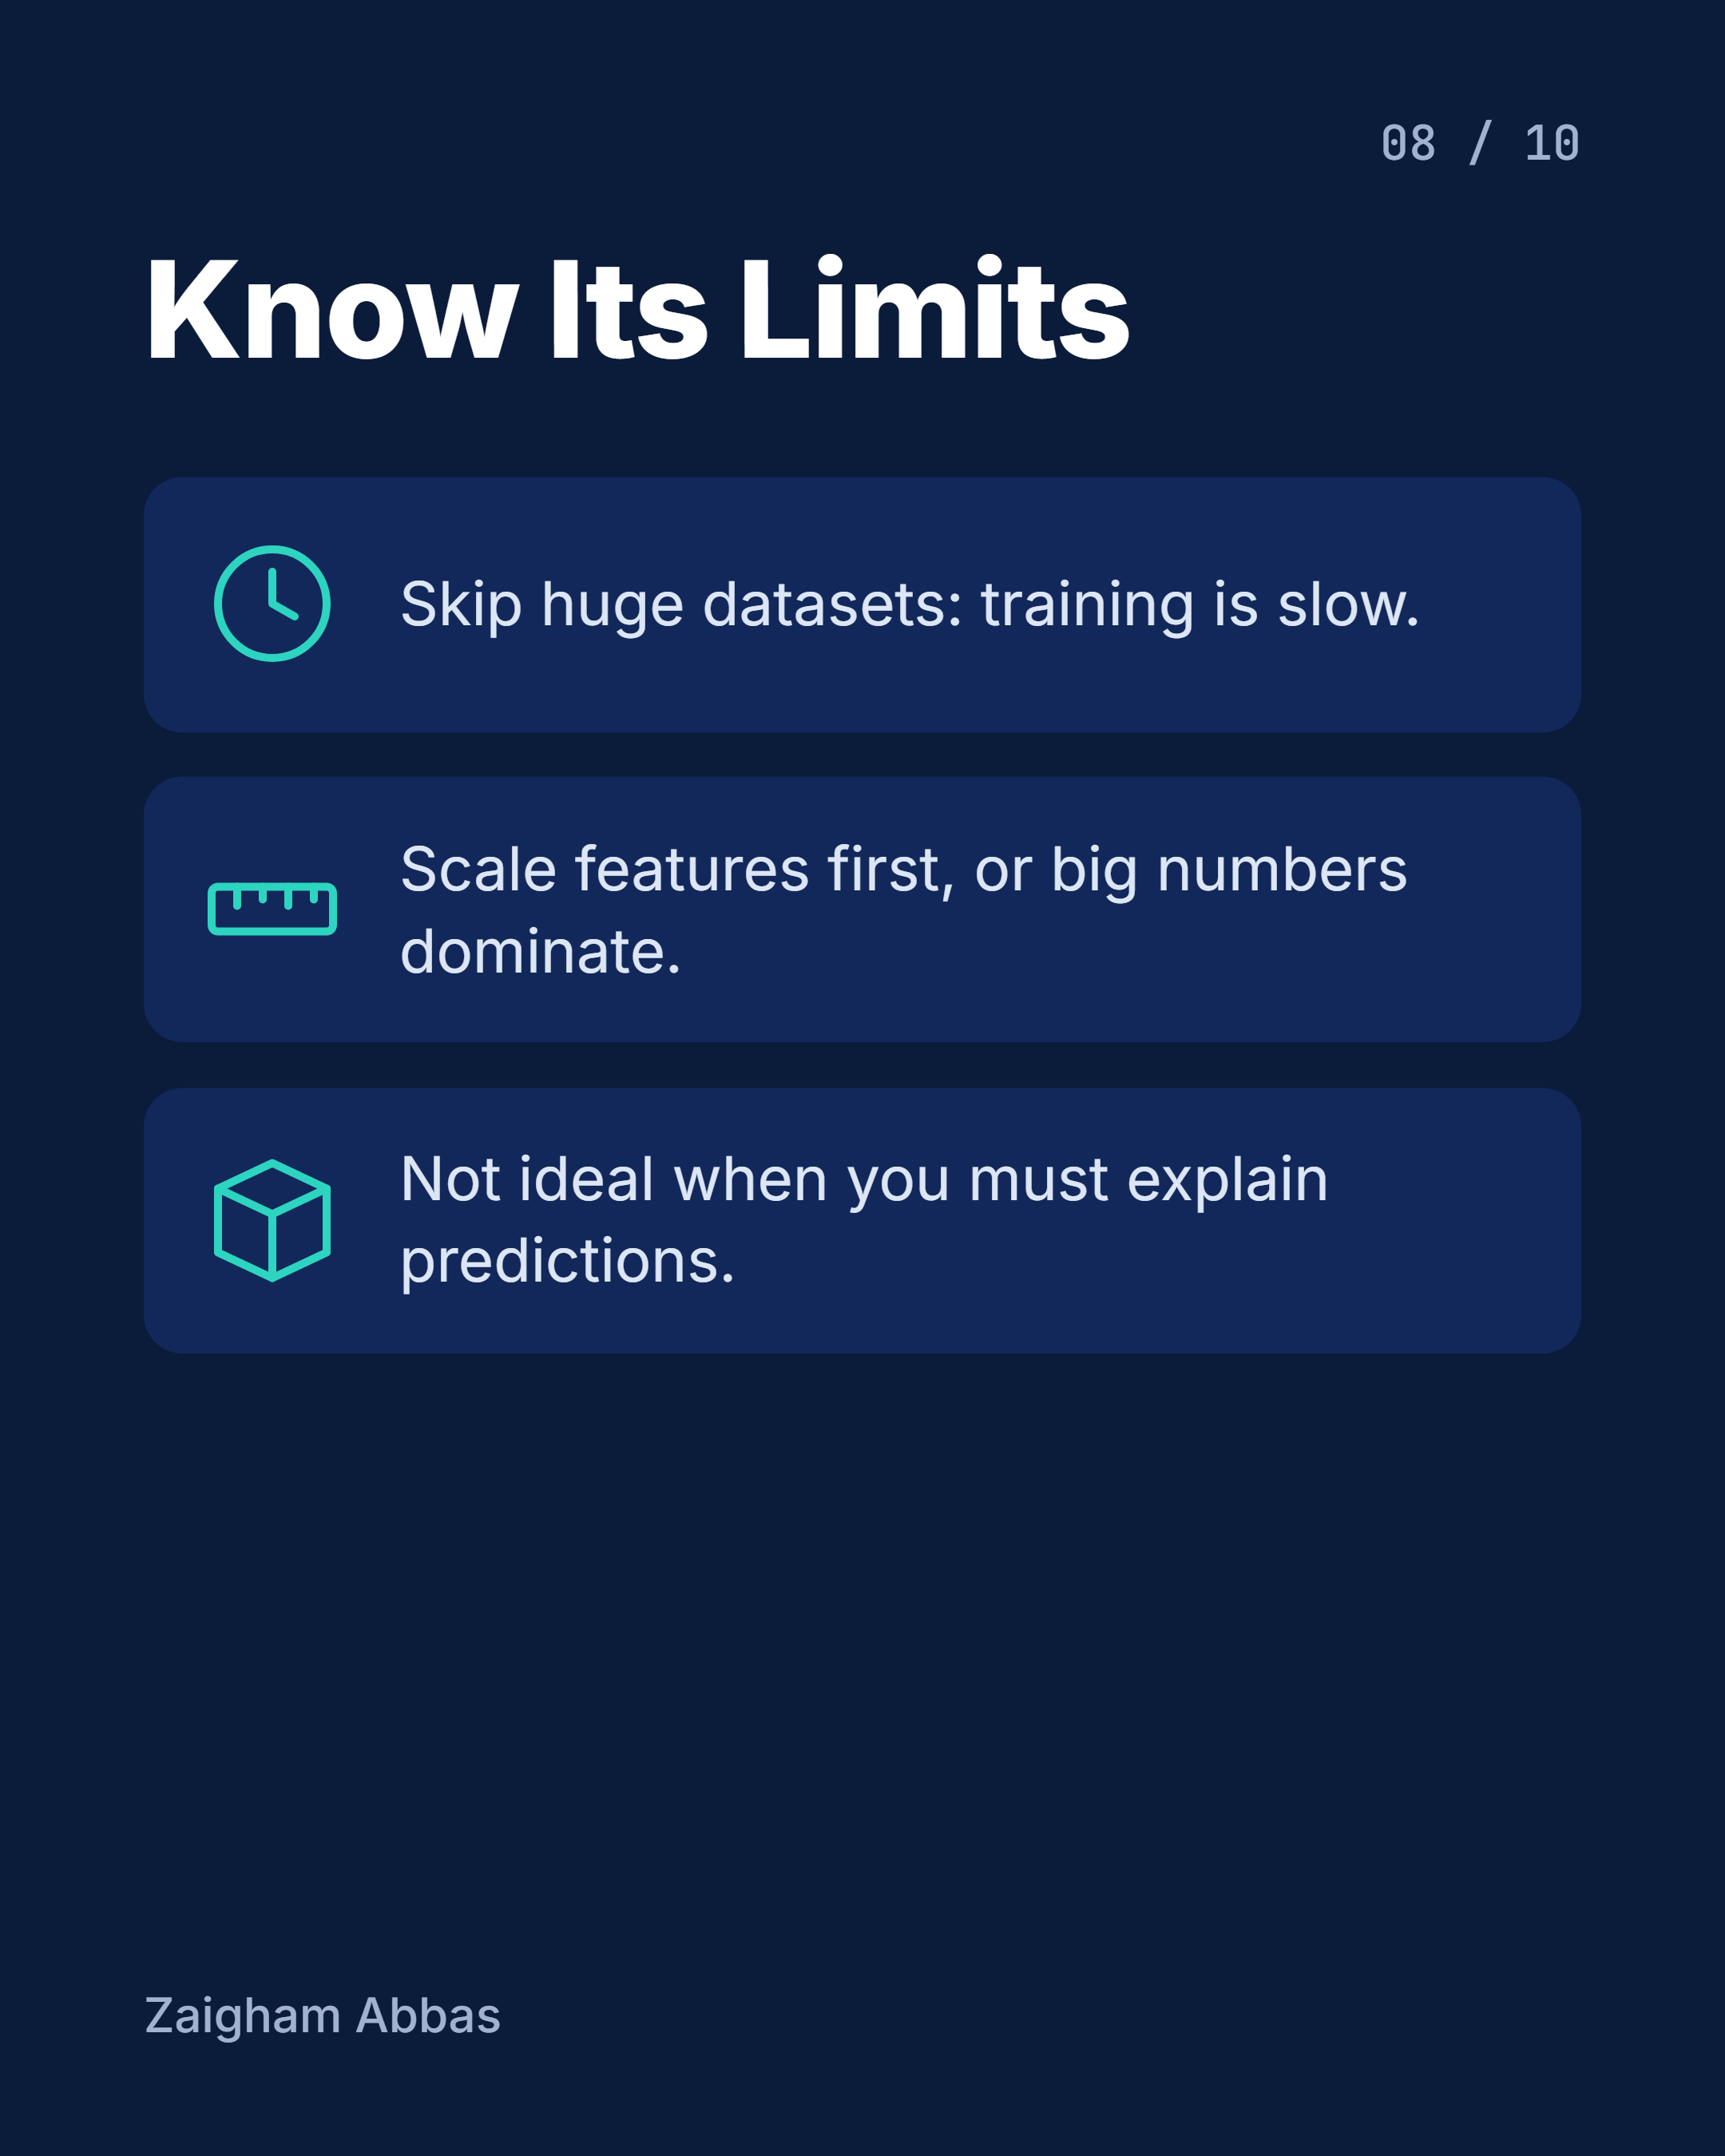 08 / 10
Know Its Limits
Skip huge datasets: training is slow.
Scale features first, or big numbers
dominate.
Not ideal when you must explain
predictions.
Zaigham Abbas